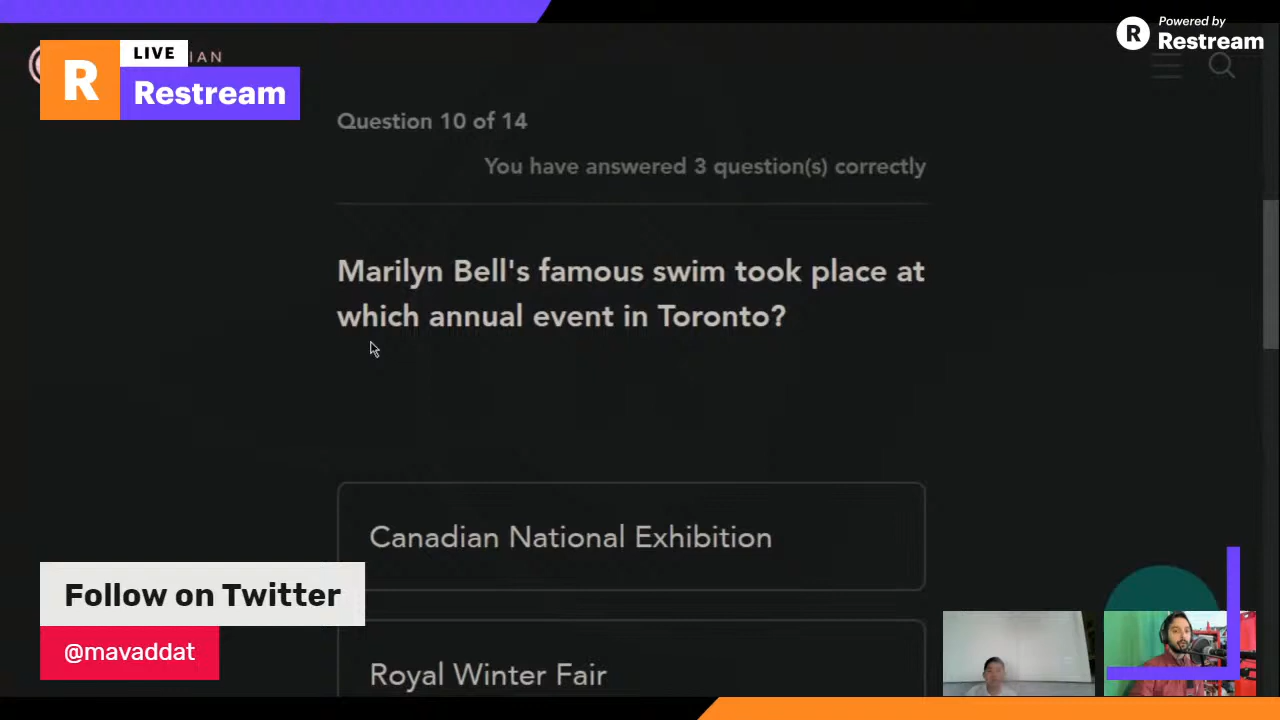 Powered by
R Restream
R
LIVE
Restream
IAN
Question 10 of 14
You have answered 3 question(s) correctly
Marilyn Bell's famous swim took place at
which annual event in Toronto?
Canadian National Exhibition
Royal Winter Fair
Follow on Twitter
@mavaddat